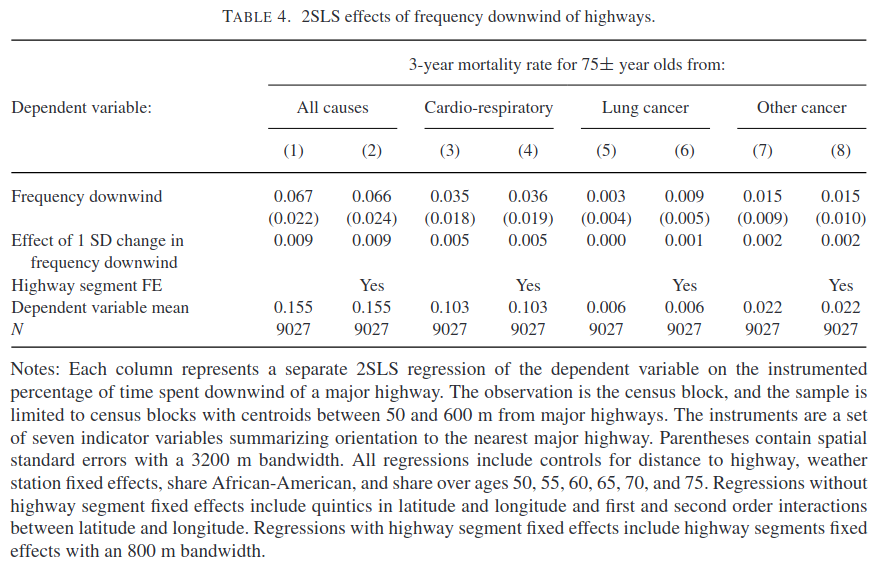 TABLE 4. 2SLS effects of frequency downwind of highways.
3-year mortality rate for 75± year olds from:
Dependent variable: All causes Cardio-respiratory Lung cancer Other cancer
(1) (2) (3) (4) (5) (6) (7) (8)
Frequency downwind 0.067 0.066 0.035 0.036 0.003 0.009 0.015 0.015
(0.022) (0.024) (0.018) (0.019) (0.004) (0.005) (0.009) (0.010)
Effect of 1 SD change in 0.009 0.009 0.005 0.005 0.000 0.001 0.002 0.002
frequency downwind
Highway segment FE Yes Yes Yes Yes
Dependent variable mean 0.155 0.155 0.103 0.103 0.006 0.006 0.022 0.022
N 9027 9027 9027 9027 9027 9027 9027 9027
Notes: Each column represents a separate 2SLS regression of the dependent variable on the instrumented
percentage of time spent downwind of a major highway. The observation is the census block, and the sample is
limited to census blocks with centroids between 50 and 600 m from major highways. The instruments are a set
of seven indicator variables summarizing orientation to the nearest major highway. Parentheses contain spatial
standard errors with a 3200 m bandwidth. All regressions include controls for distance to highway, weather
station fixed effects, share African-American, and share over ages 50, 55, 60, 65, 70, and 75. Regressions without
highway segment fixed effects include quintics in latitude and longitude and first and second order interactions
between latitude and longitude. Regressions with highway segment fixed effects include highway segments fixed
effects with an 800 m bandwidth.